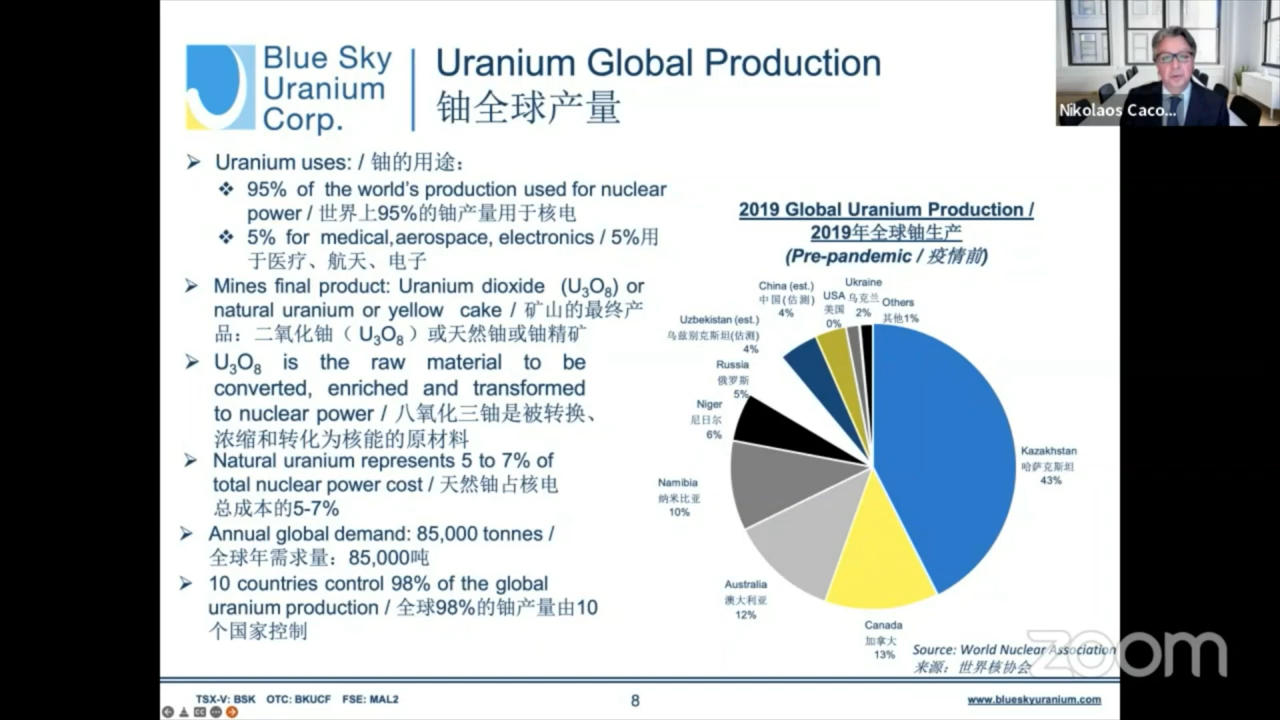 Blue Sky
Uranium
Corp.
Uranium Global Production
铀全球产量
Nikolaos Caco...
Uranium uses: / 铀的用途：
95% of the world's production used for nuclear
power / 世界上95%的铀产量用于核电
5% for medical,aerospace, electronics / 5%用
于医疗、航天、电子
Mines final product: Uranium dioxide (U₃O₈) or
natural uranium or yellow cake / 矿山的最终产
品：二氧化铀（ U₃O₈ ）或天然铀或铀精矿
U₃O₈ is the raw material to be
converted, enriched and transformed
to nuclear power / 八氧化三铀是被转换、
浓缩和转化为核能的原材料
Natural uranium represents 5 to 7% of
total nuclear power cost / 天然铀占核电
总成本的5-7%
Annual global demand: 85,000 tonnes /
全球年需求量：85,000吨
10 countries control 98% of the global
uranium production / 全球98%的铀产量由10
个国家控制
2019 Global Uranium Production /
2019年全球铀生产
(Pre-pandemic / 疫情前)
Kazakhstan
哈萨克斯坦
43%
Canada
加拿大
13%
Australia
澳大利亚
12%
Namibia
纳米比亚
10%
Niger
尼日尔
6%
Russia
俄罗斯
5%
Uzbekistan (est.)
乌兹别克斯坦(估测)
4%
China (est.)
中国(估测)
4%
USA
美国
0%
Ukraine
乌克兰
2%
Others
其他1%
Source: World Nuclear Association
来源：世界核协会
zoom
TSX-V: BSK OTC: BKUCF FSE: MAL2
8
www.blueskyuranium.com
CC